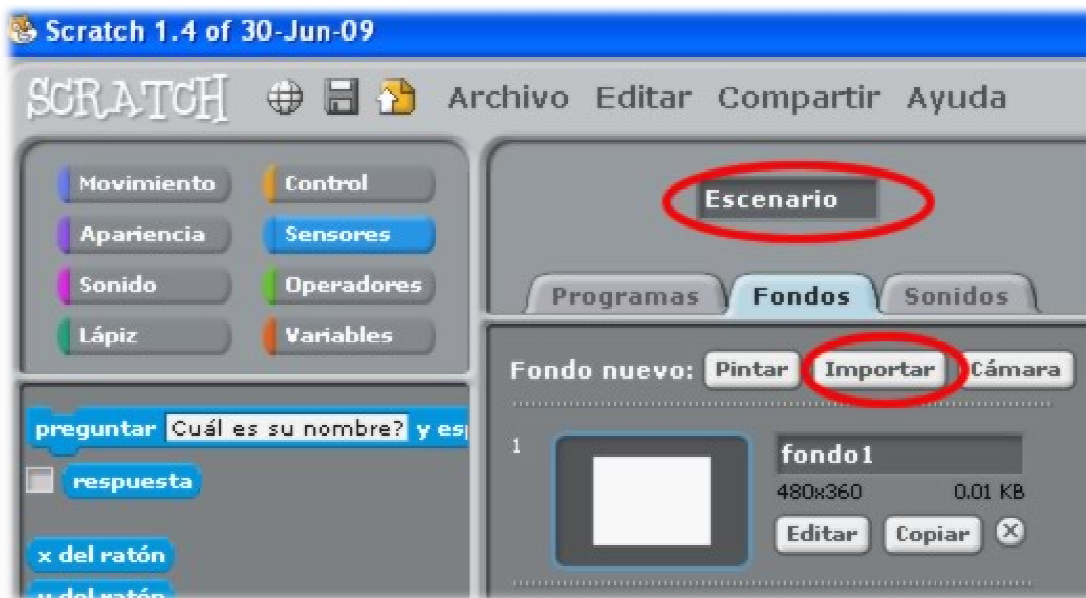 Scratch 1.4 of 30-Jun-09
SCRATCH Archivo Editar Compartir Ayuda
Movimiento Control
Apariencia Sensores
Sonido Operadores
Lápiz Variables
preguntar Cuál es su nombre? y esp
respuesta
x del ratón
y del ratón
Escenario
Programas Fondos Sonidos
Fondo nuevo: Pintar Importar Cámara
1
fondo1
480x360 0.01 KB
Editar Copiar